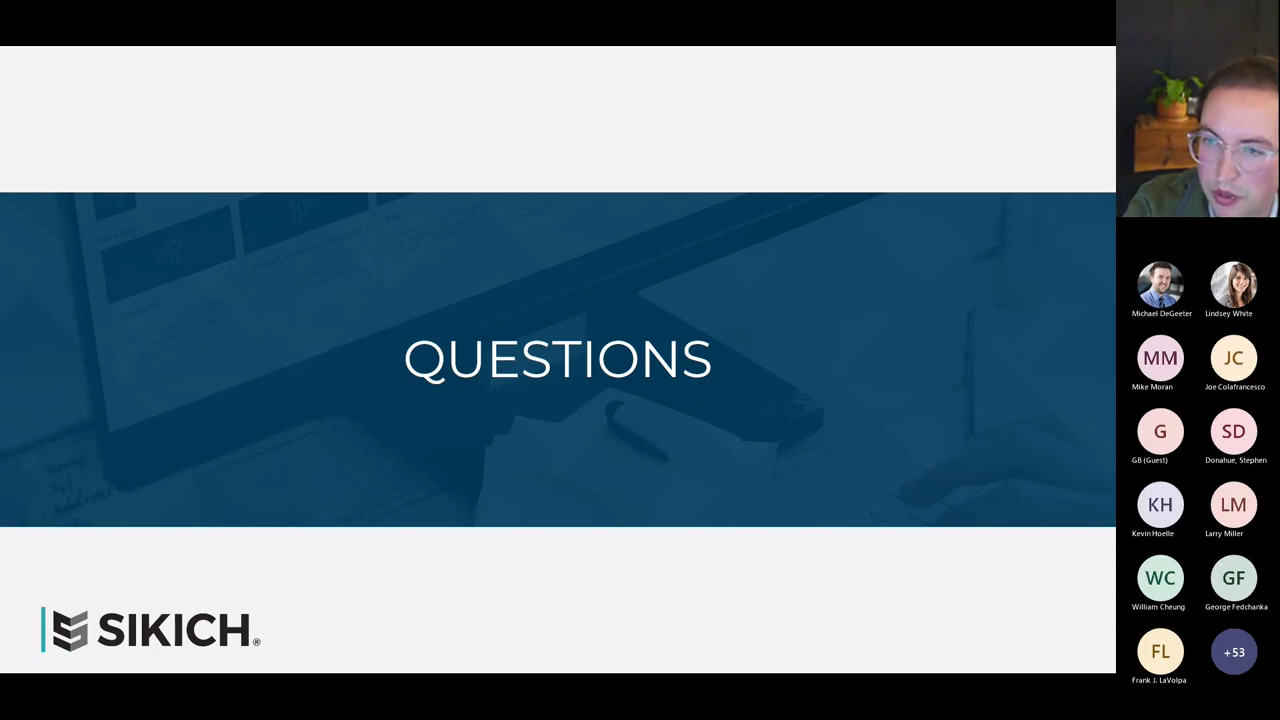 QUESTIONS
SIKICH®
Michael DeGeeter
Lindsey White
MM
JC
Mike Moran
Joe Colafrancesco
G
SD
GB (Guest)
Donahue, Stephen
KH
LM
Kevin Hoelle
Larry Miller
WC
GF
William Cheung
George Fedchanka
FL
+53
Frank J. LaVolpa